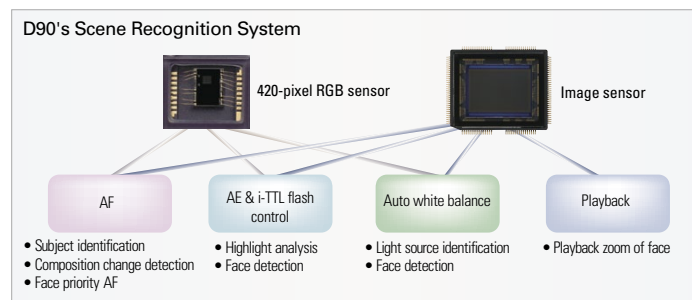 D90's Scene Recognition System
420-pixel RGB sensor
Image sensor
AF
• Subject identification
• Composition change detection
• Face priority AF
AE & i-TTL flash
control
• Highlight analysis
• Face detection
Auto white balance
• Light source identification
• Face detection
Playback
• Playback zoom of face